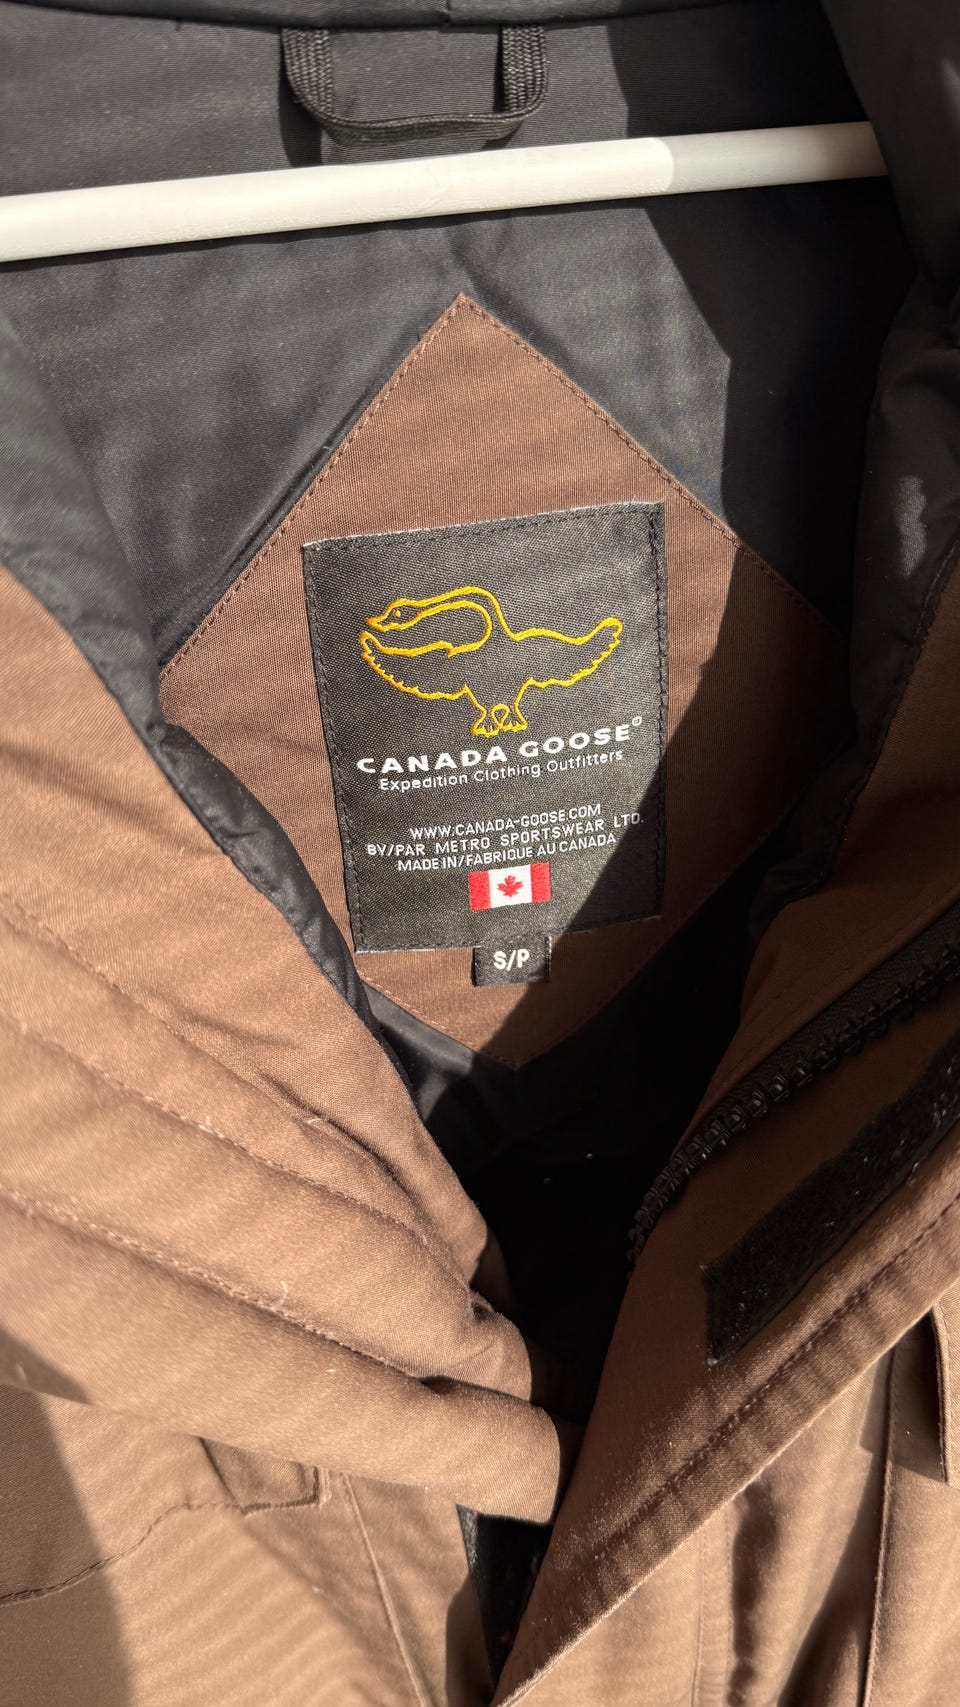 CANADA GOOSE®
Expedition Clothing Outfitters
WWW.CANADA-GOOSE.COM
BY/PAR METRO SPORTSWEAR LTD.
MADE IN/FABRIQUE AU CANADA
S/P